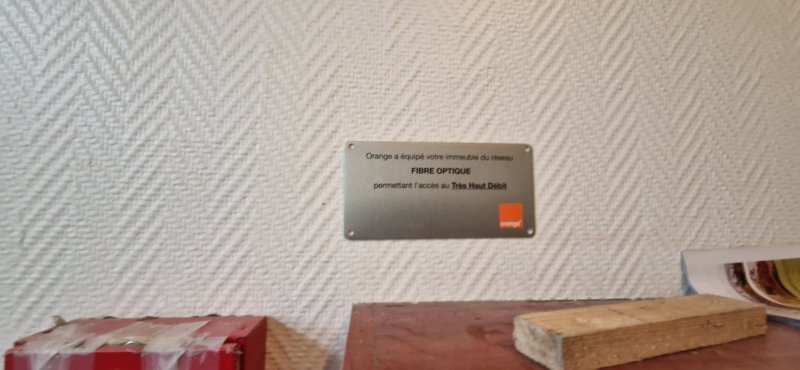 Orange a équipé votre immeuble du réseau
FIBRE OPTIQUE
permettant l'accès au Très Haut Débit
orange